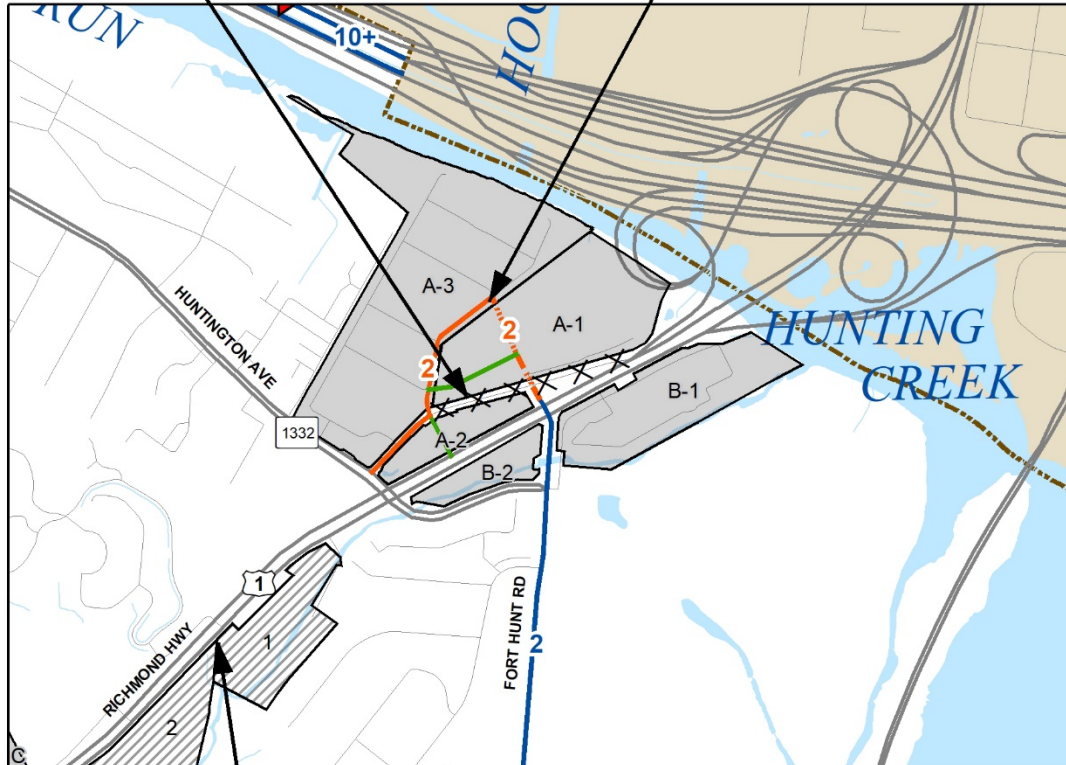 RUN
10+
HOO
A-3
A-1
2
2
HUNTINGTON AVE
HUNTING
CREEK
B-1
1332
A-2
B-2
1
RICHMOND HWY
1
FORT HUNT RD
2
2
C